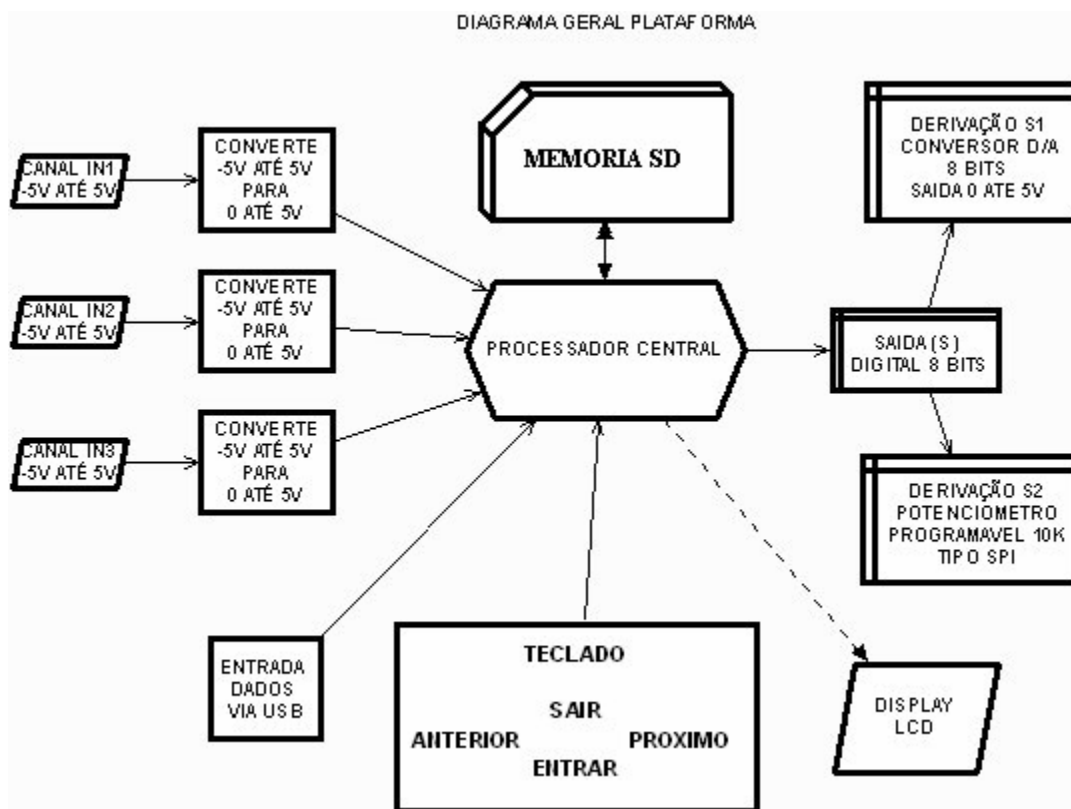 DIAGRAMA GERAL PLATAFORMA
CANAL IN1
-5V ATÉ 5V
CONVERTE
-5V ATÉ 5V
PARA
0 ATÉ 5V
MEMORIA SD
DERIVAÇÃO S1
CONVERSOR D/A
8 BITS
SAIDA 0 ATE 5V
CANAL IN2
-5V ATÉ 5V
CONVERTE
-5V ATÉ 5V
PARA
0 ATÉ 5V
PROCESSADOR CENTRAL
SAIDA (S)
DIGITAL 8 BITS
CANAL IN3
-5V ATÉ 5V
CONVERTE
-5V ATÉ 5V
PARA
0 ATÉ 5V
DERIVAÇÃO S2
POTENCIOMETRO
PROGRAMAVEL 10K
TIPO SPI
ENTRADA
DADOS
VIA USB
TECLADO
SAIR
ANTERIOR PROXIMO
ENTRAR
DISPLAY
LCD